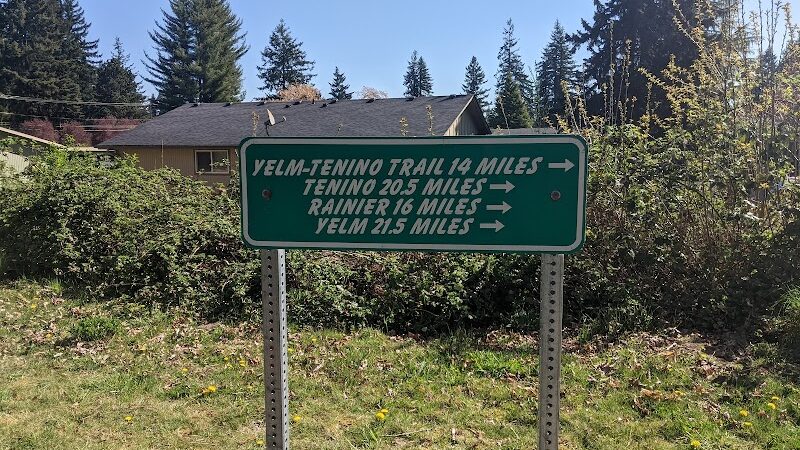 YELM-TENINO TRAIL 14 MILES →
TENINO 20.5 MILES →
RAINIER 16 MILES →
YELM 21.5 MILES →